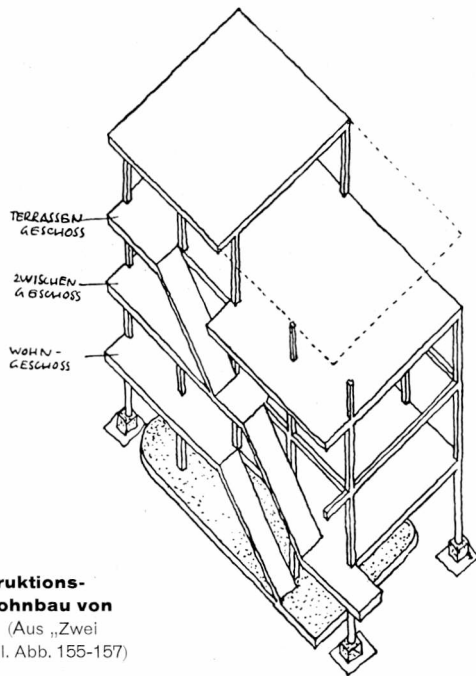 TERRASSEN
GESCHOSS
ZWISCHEN
GESCHOSS
WOHN-
GESCHOSS
ruktions-
ohnbau von
(Aus „Zwei
l. Abb. 155-157)